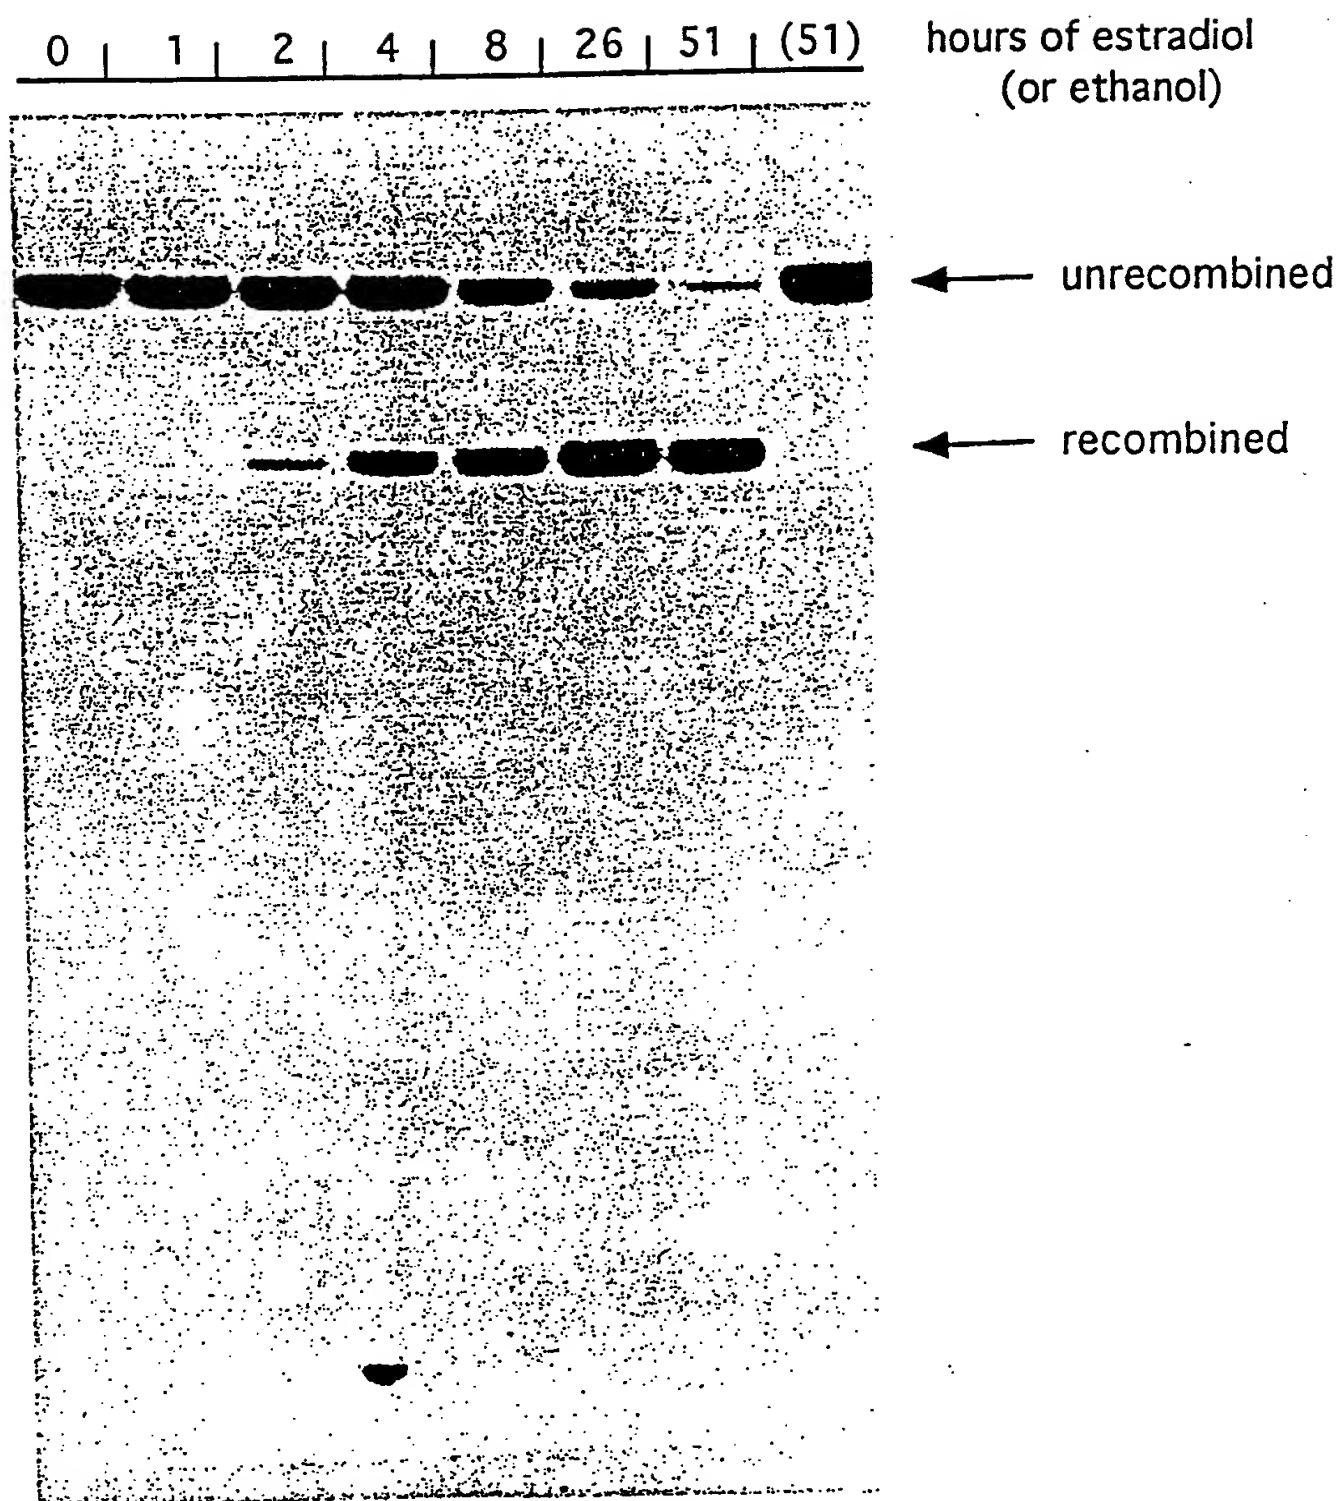 0 | 1 | 2 | 4 | 8 | 26 | 51 | (51) hours of estradiol
(or ethanol)
unrecombined
recombined